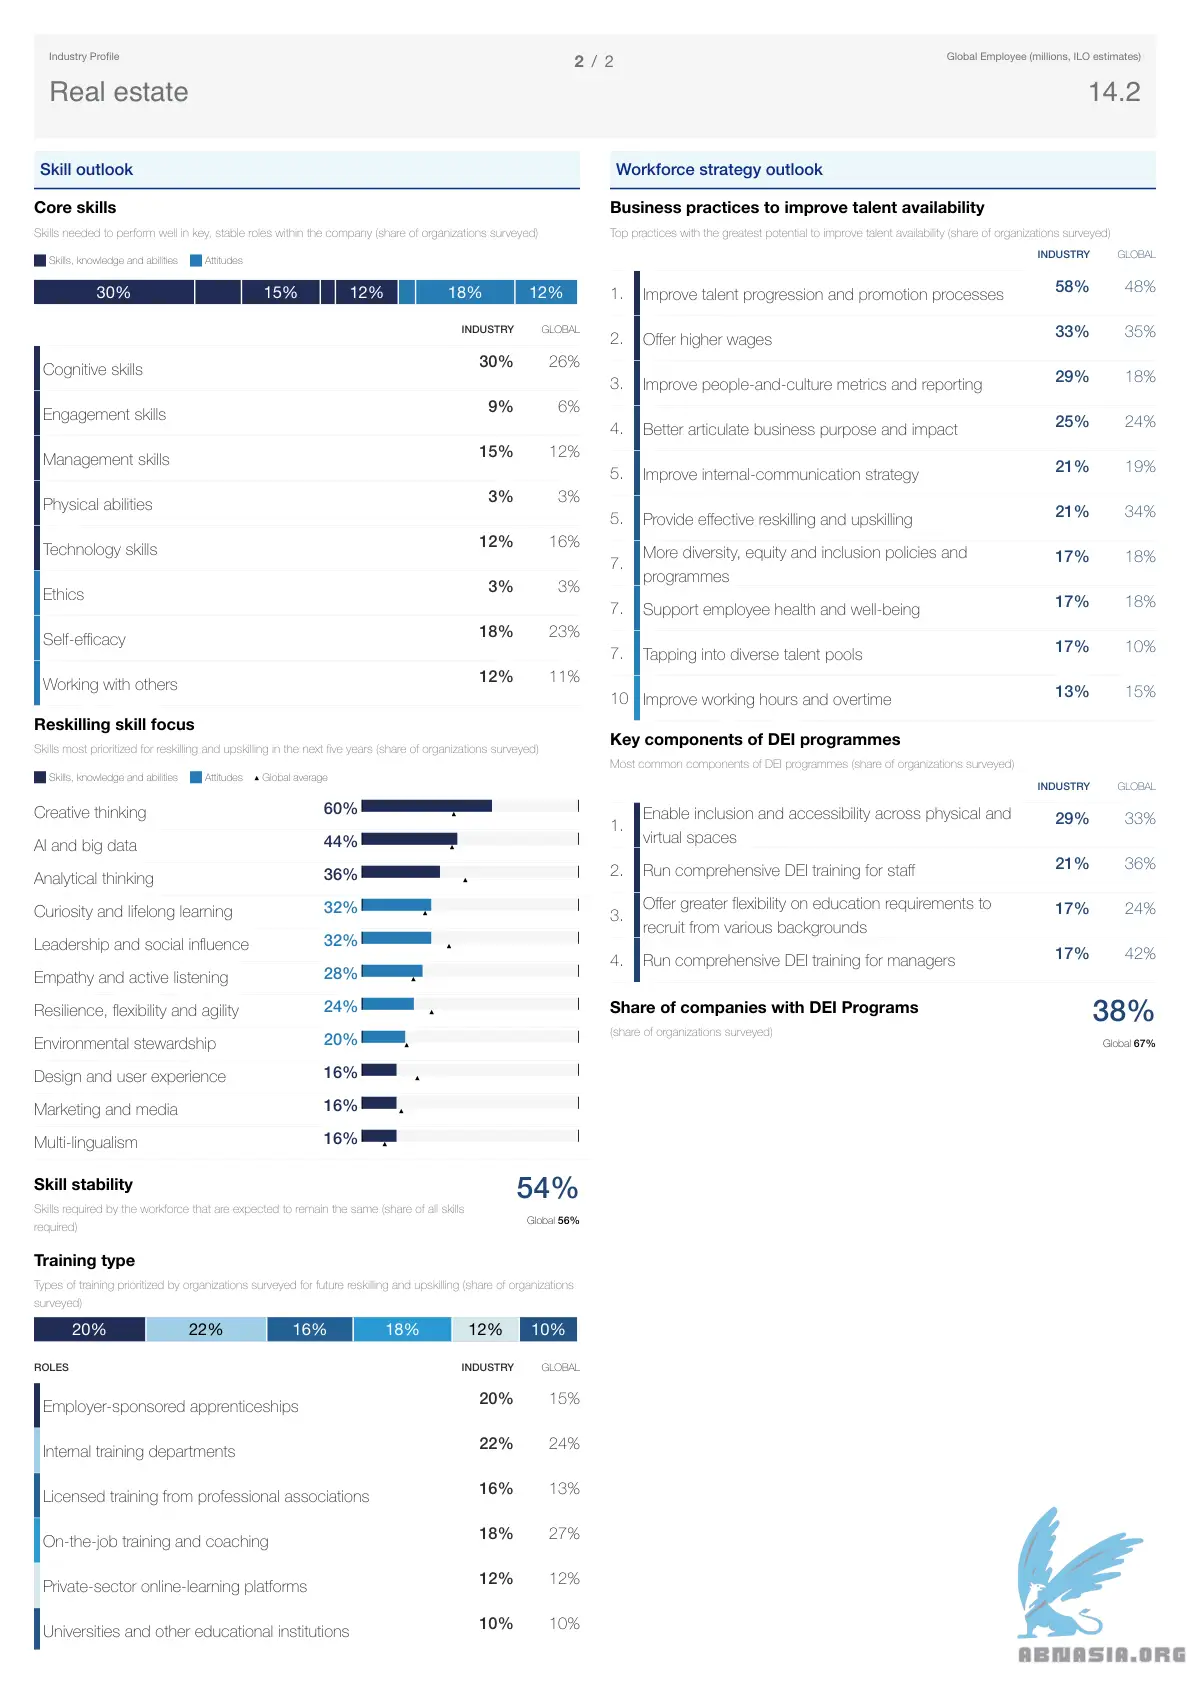 Industry Profile
2 / 2
Global Employee (millions, ILO estimates)
Real estate
14.2
Skill outlook
Core skills
Skills needed to perform well in key, stable roles within the company (share of organizations surveyed)
Skills, knowledge and abilities Attitudes
30% 15% 12% 18% 12%
INDUSTRY GLOBAL
Cognitive skills 30% 26%
Engagement skills 9% 6%
Management skills 15% 12%
Physical abilities 3% 3%
Technology skills 12% 16%
Ethics 3% 3%
Self-efficacy 18% 23%
Working with others 12% 11%
Reskilling skill focus
Skills most prioritized for reskilling and upskilling in the next five years (share of organizations surveyed)
Skills, knowledge and abilities Attitudes Global average
Creative thinking 60%
AI and big data 44%
Analytical thinking 36%
Curiosity and lifelong learning 32%
Leadership and social influence 32%
Empathy and active listening 28%
Resilience, flexibility and agility 24%
Environmental stewardship 20%
Design and user experience 16%
Marketing and media 16%
Multi-lingualism 16%
Skill stability 54%
Skills required by the workforce that are expected to remain the same (share of all skills
required)
Global 56%
Training type
Types of training prioritized by organizations surveyed for future reskilling and upskilling (share of organizations
surveyed)
20% 22% 16% 18% 12% 10%
ROLES INDUSTRY GLOBAL
Employer-sponsored apprenticeships 20% 15%
Internal training departments 22% 24%
Licensed training from professional associations 16% 13%
On-the-job training and coaching 18% 27%
Private-sector online-learning platforms 12% 12%
Universities and other educational institutions 10% 10%
Workforce strategy outlook
Business practices to improve talent availability
Top practices with the greatest potential to improve talent availability (share of organizations surveyed)
INDUSTRY GLOBAL
1. Improve talent progression and promotion processes 58% 48%
2. Offer higher wages 33% 35%
3. Improve people-and-culture metrics and reporting 29% 18%
4. Better articulate business purpose and impact 25% 24%
5. Improve internal-communication strategy 21% 19%
5. Provide effective reskilling and upskilling 21% 34%
7. More diversity, equity and inclusion policies and
programmes 17% 18%
7. Support employee health and well-being 17% 18%
7. Tapping into diverse talent pools 17% 10%
10 Improve working hours and overtime 13% 15%
Key components of DEI programmes
Most common components of DEI programmes (share of organizations surveyed)
INDUSTRY GLOBAL
1. Enable inclusion and accessibility across physical and
virtual spaces 29% 33%
2. Run comprehensive DEI training for staff 21% 36%
3. Offer greater flexibility on education requirements to
recruit from various backgrounds 17% 24%
4. Run comprehensive DEI training for managers 17% 42%
Share of companies with DEI Programs 38%
(share of organizations surveyed)
Global 67%
ABNASIA.ORG